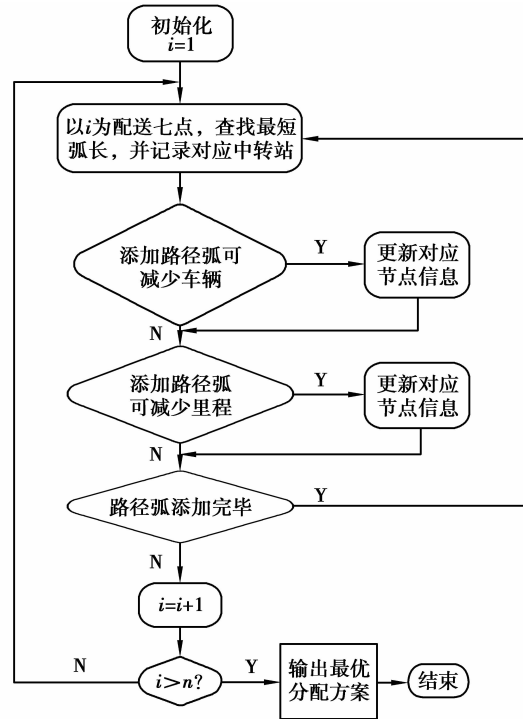 初始化
i=1
以i为配送七点，查找最短
弧长，并记录对应中转站
添加路径弧可
减少车辆
Y
更新对应
节点信息
N
添加路径弧
可减少里程
Y
更新对应
节点信息
N
路径弧添加完毕
Y
N
i=i+1
N
i>n?
Y
输出最优
分配方案
结束